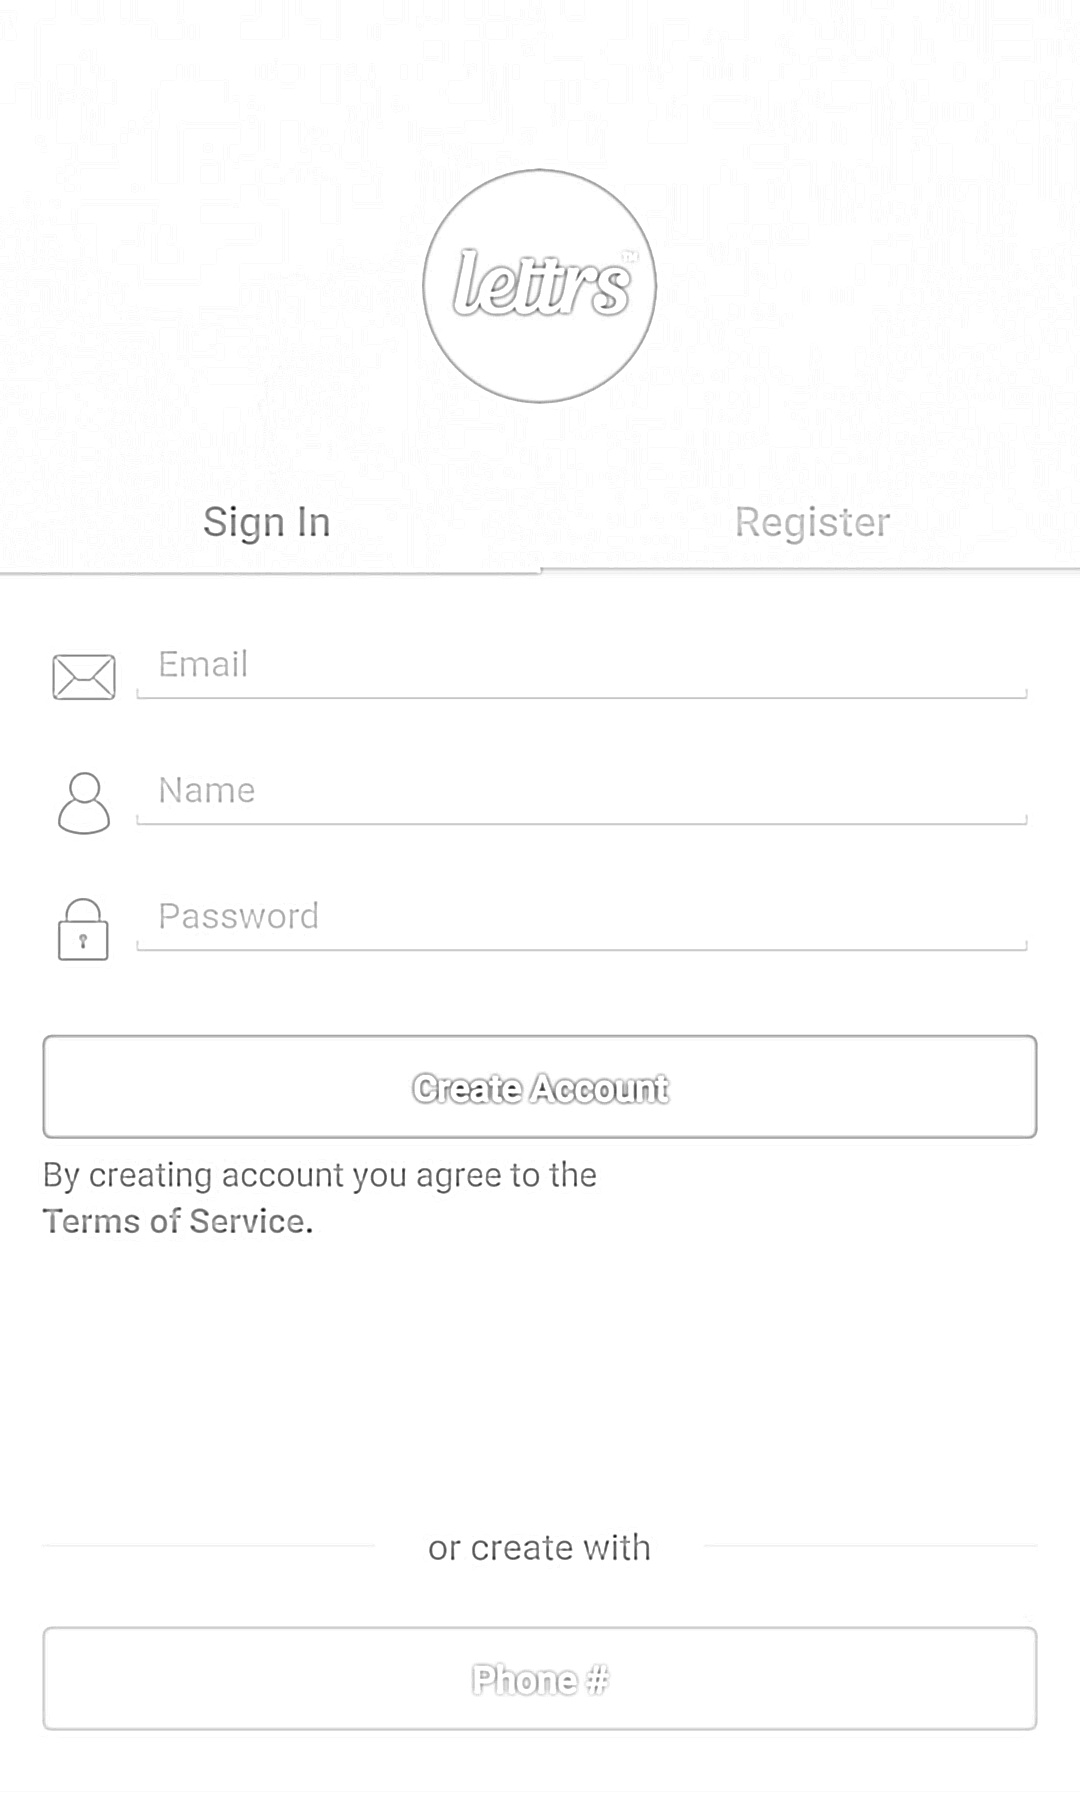 lettrs™
Sign In
Register
Email
Name
Password
Create Account
By creating account you agree to the
Terms of Service.
or create with
Phone #